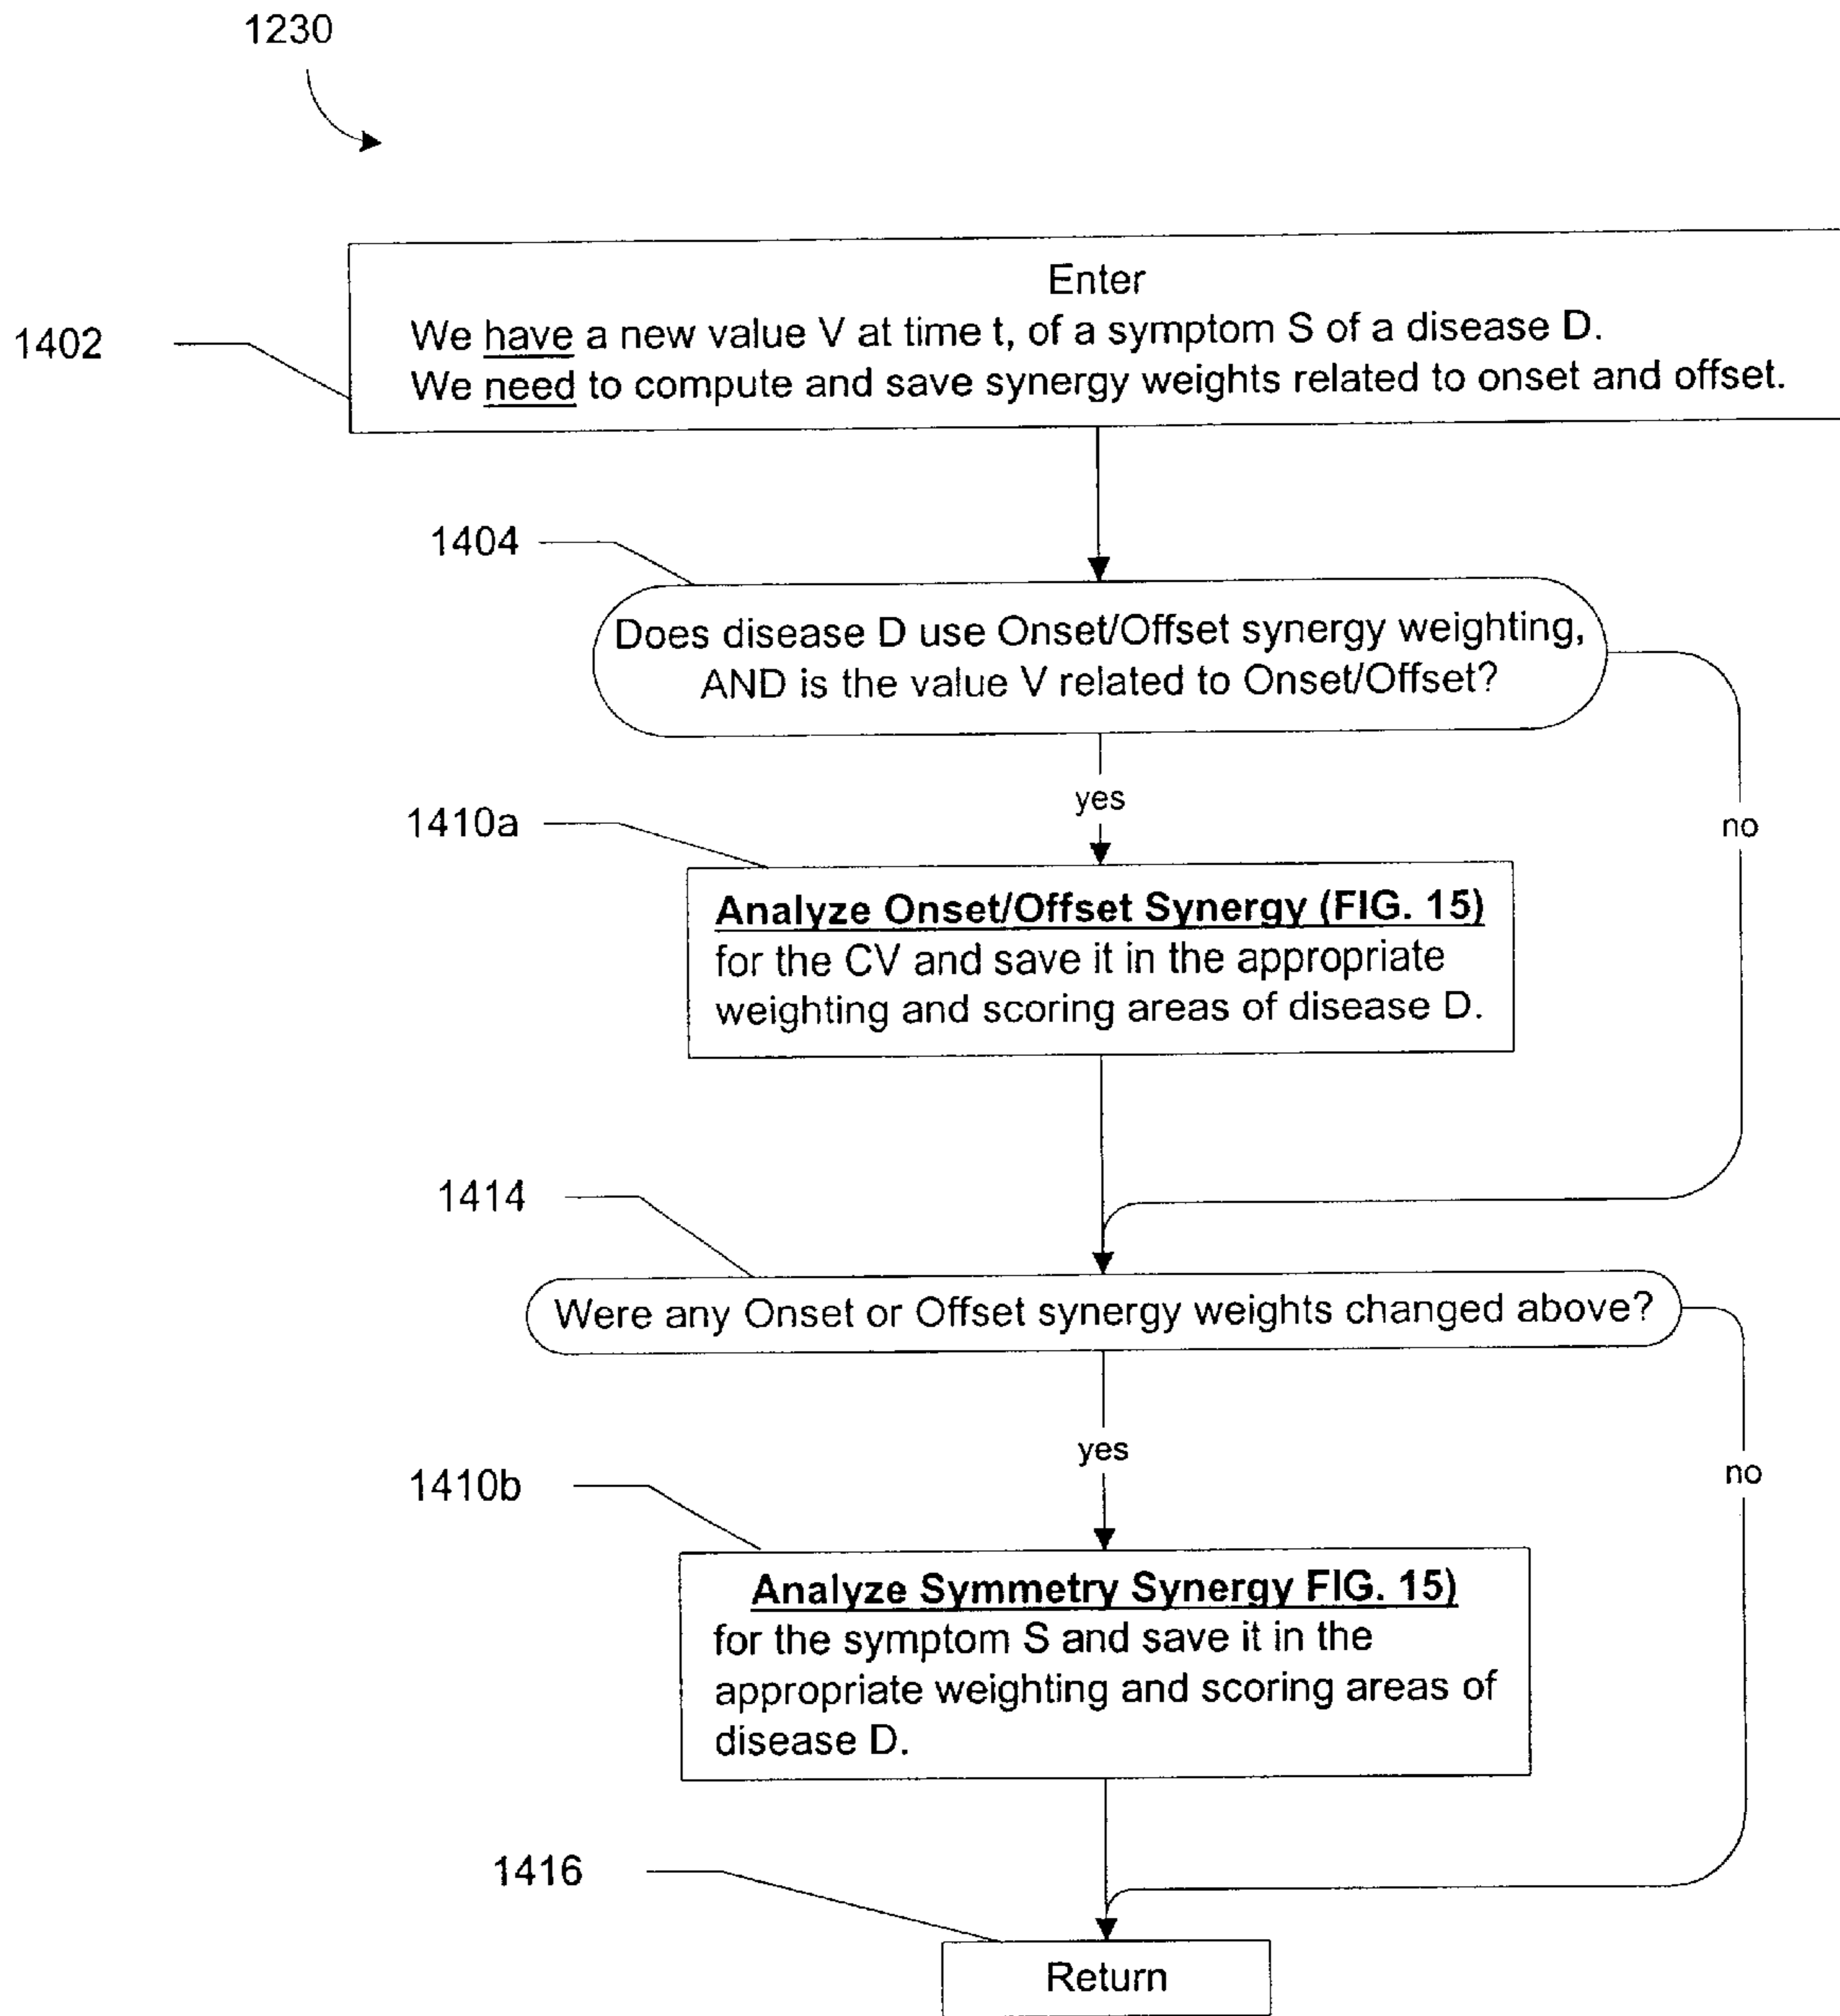 1230
Enter
We have a new value V at time t, of a symptom S of a disease D.
We need to compute and save synergy weights related to onset and offset.
1402
1404
Does disease D use Onset/Offset synergy weighting,
AND is the value V related to Onset/Offset?
yes
no
1410a
Analyze Onset/Offset Synergy (FIG. 15)
for the CV and save it in the appropriate
weighting and scoring areas of disease D.
1414
Were any Onset or Offset synergy weights changed above?
yes
no
1410b
Analyze Symmetry Synergy FIG. 15)
for the symptom S and save it in the
appropriate weighting and scoring areas of
disease D.
1416
Return